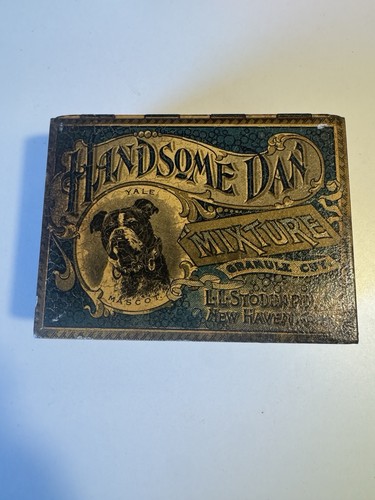 HANDSOME DAN
YALE
MASCOT
MIXTURE
GRANULE CUT
L.L. STODDARD
NEW HAVEN